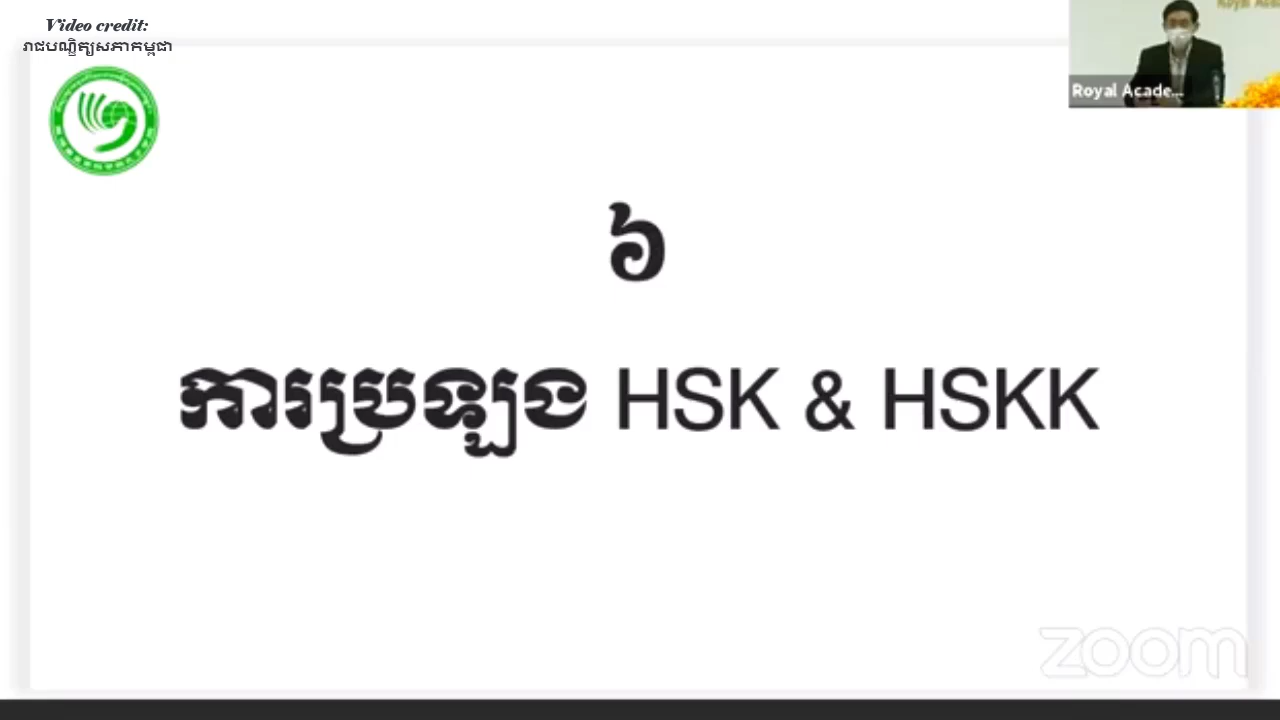 Video credit:
រាជបណ្ឌិត្យសភាកម្ពុជា
Royal Acade...
៦
ការប្រឡង HSK & HSKK
zoom